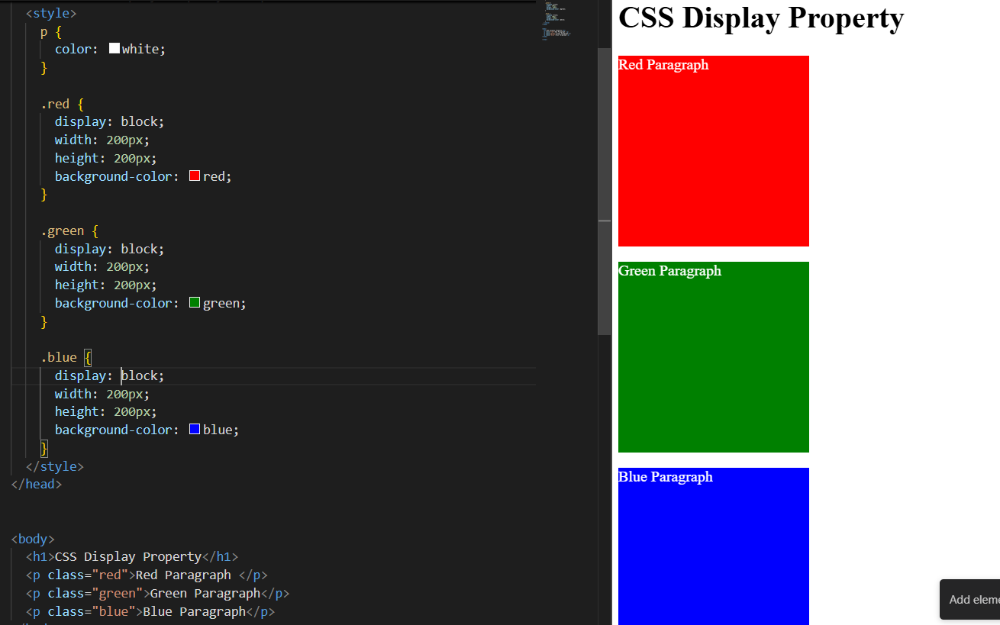 <style>
p {
color: white;
}
.red {
display: block;
width: 200px;
height: 200px;
background-color: red;
}
.green {
display: block;
width: 200px;
height: 200px;
background-color: green;
}
.blue {
display: block;
width: 200px;
height: 200px;
background-color: blue;
}
</style>
</head>
<body>
<h1>CSS Display Property</h1>
<p class="red">Red Paragraph </p>
<p class="green">Green Paragraph</p>
<p class="blue">Blue Paragraph</p>
CSS Display Property
Red Paragraph
Green Paragraph
Blue Paragraph
Add eleme